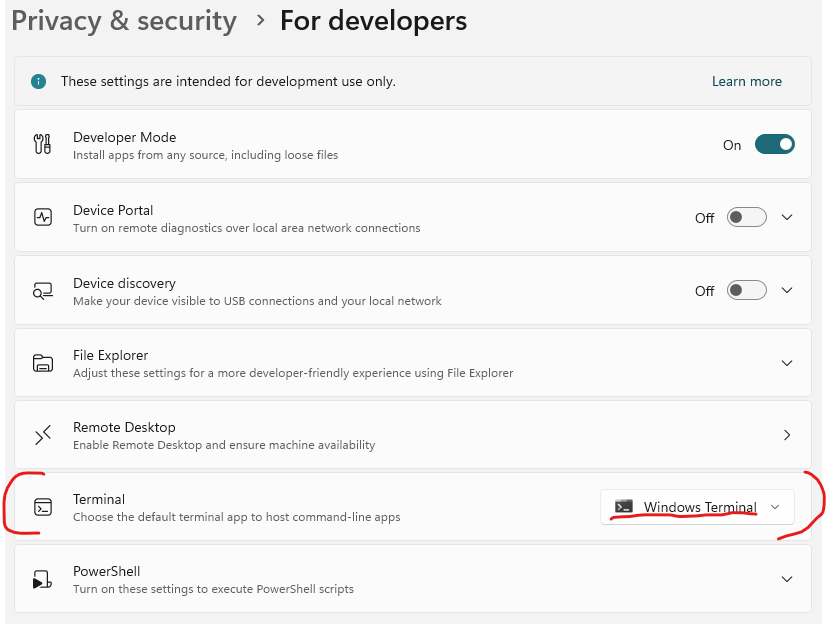 Privacy & security > For developers
These settings are intended for development use only. Learn more
Developer Mode
Install apps from any source, including loose files
On
Device Portal
Turn on remote diagnostics over local area network connections
Off
Device discovery
Make your device visible to USB connections and your local network
Off
File Explorer
Adjust these settings for a more developer-friendly experience using File Explorer
Remote Desktop
Enable Remote Desktop and ensure machine availability
Terminal
Choose the default terminal app to host command-line apps
Windows Terminal
PowerShell
Turn on these settings to execute PowerShell scripts